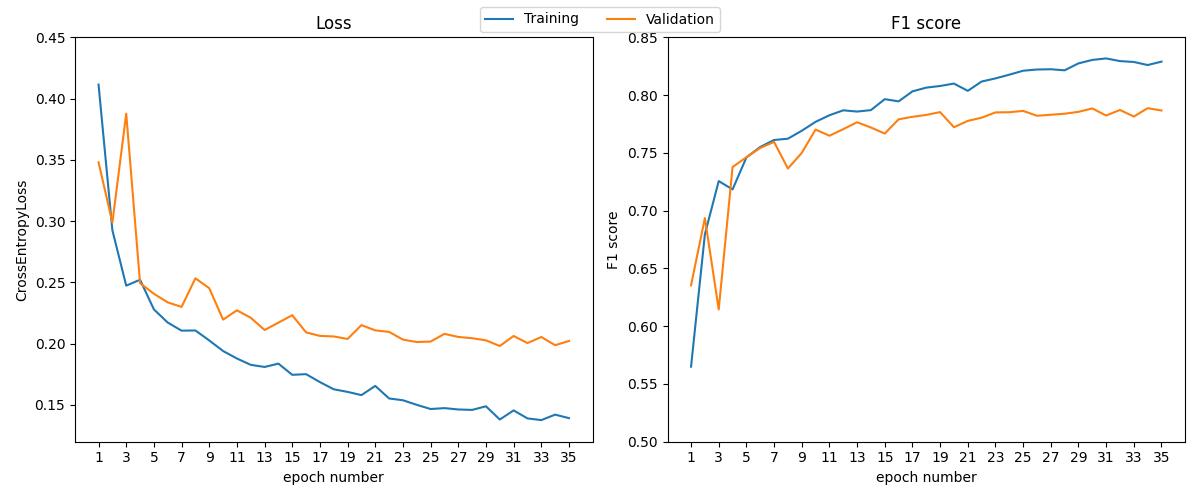 Training Validation
Loss
CrossEntropyLoss
0.45
0.40
0.35
0.30
0.25
0.20
0.15
1 3 5 7 9 11 13 15 17 19 21 23 25 27 29 31 33 35
epoch number
F1 score
F1 score
0.85
0.80
0.75
0.70
0.65
0.60
0.55
0.50
1 3 5 7 9 11 13 15 17 19 21 23 25 27 29 31 33 35
epoch number